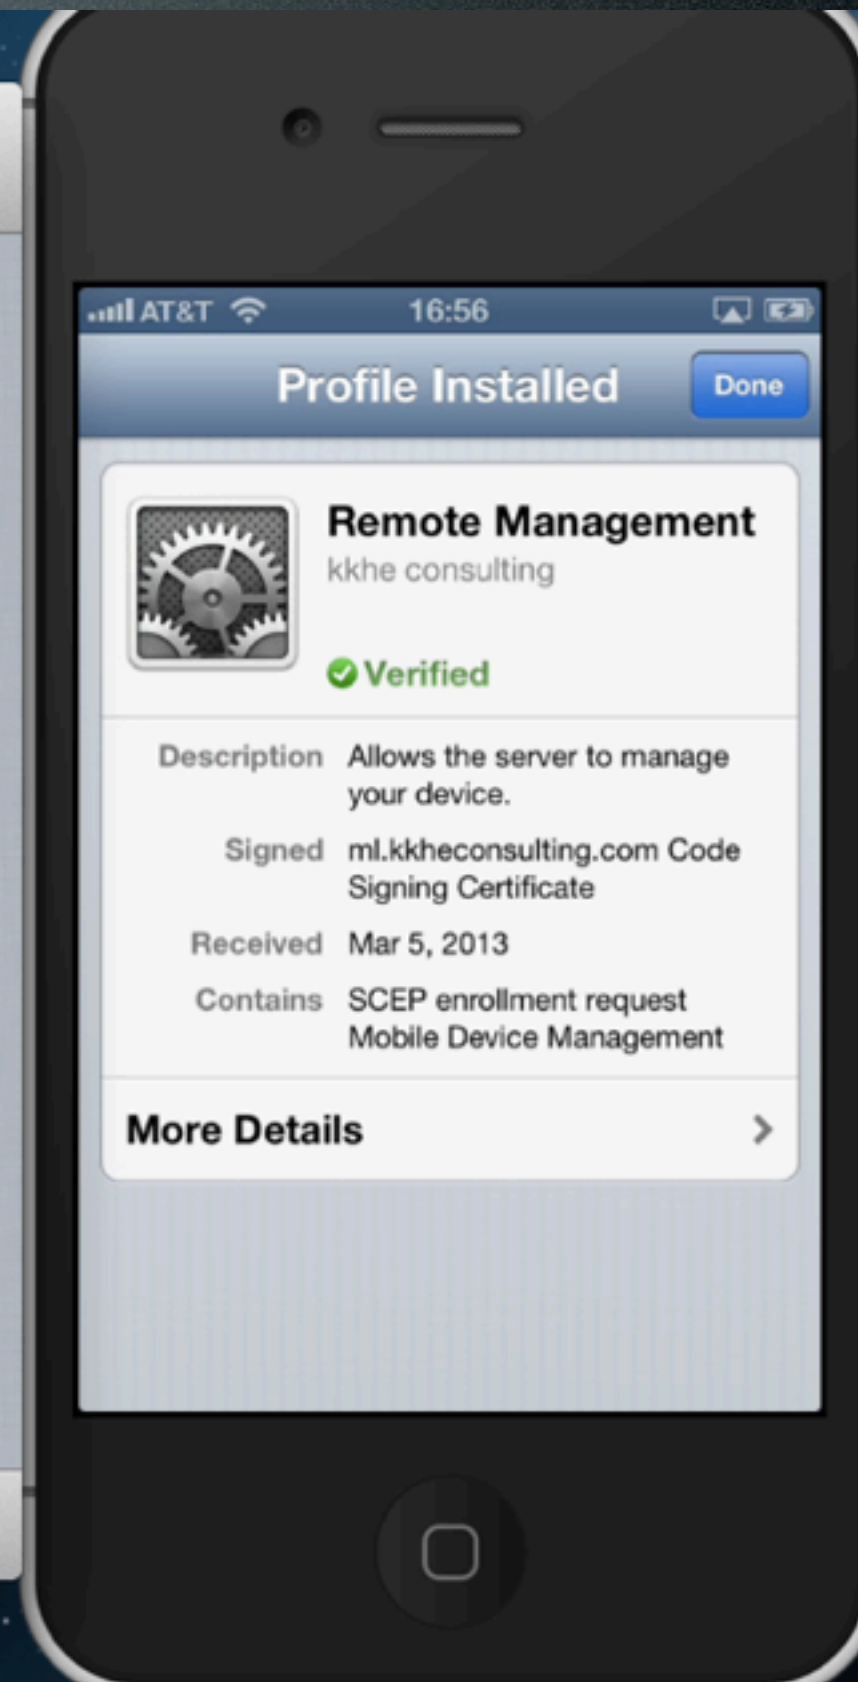 AT&T 16:56
Profile Installed Done
Remote Management
kkhe consulting
Verified
Description Allows the server to manage
your device.
Signed ml.kkheconsulting.com Code
Signing Certificate
Received Mar 5, 2013
Contains SCEP enrollment request
Mobile Device Management
More Details